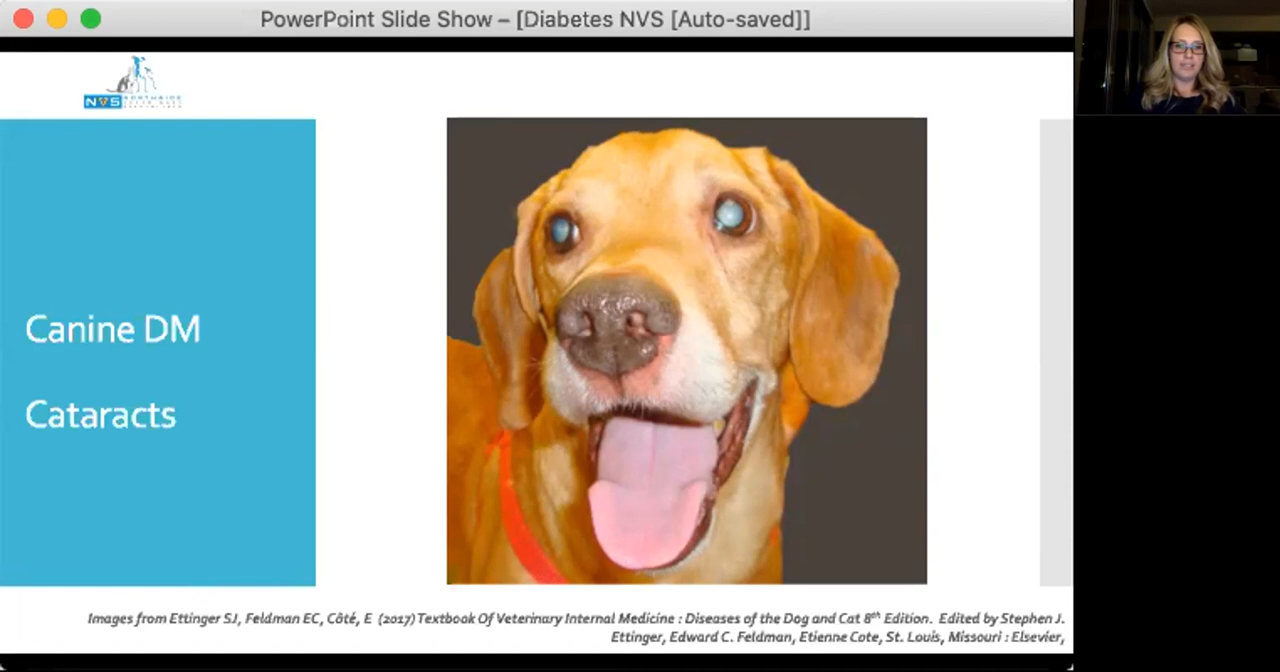 PowerPoint Slide Show – [Diabetes NVS [Auto-saved]]
NVS
Canine DM
Cataracts
Images from Ettinger SJ, Feldman EC, Côté, E (2017) Textbook Of Veterinary Internal Medicine : Diseases of the Dog and Cat 8th Edition. Edited by Stephen J.
Ettinger, Edward C. Feldman, Etienne Cote, St. Louis, Missouri : Elsevier,